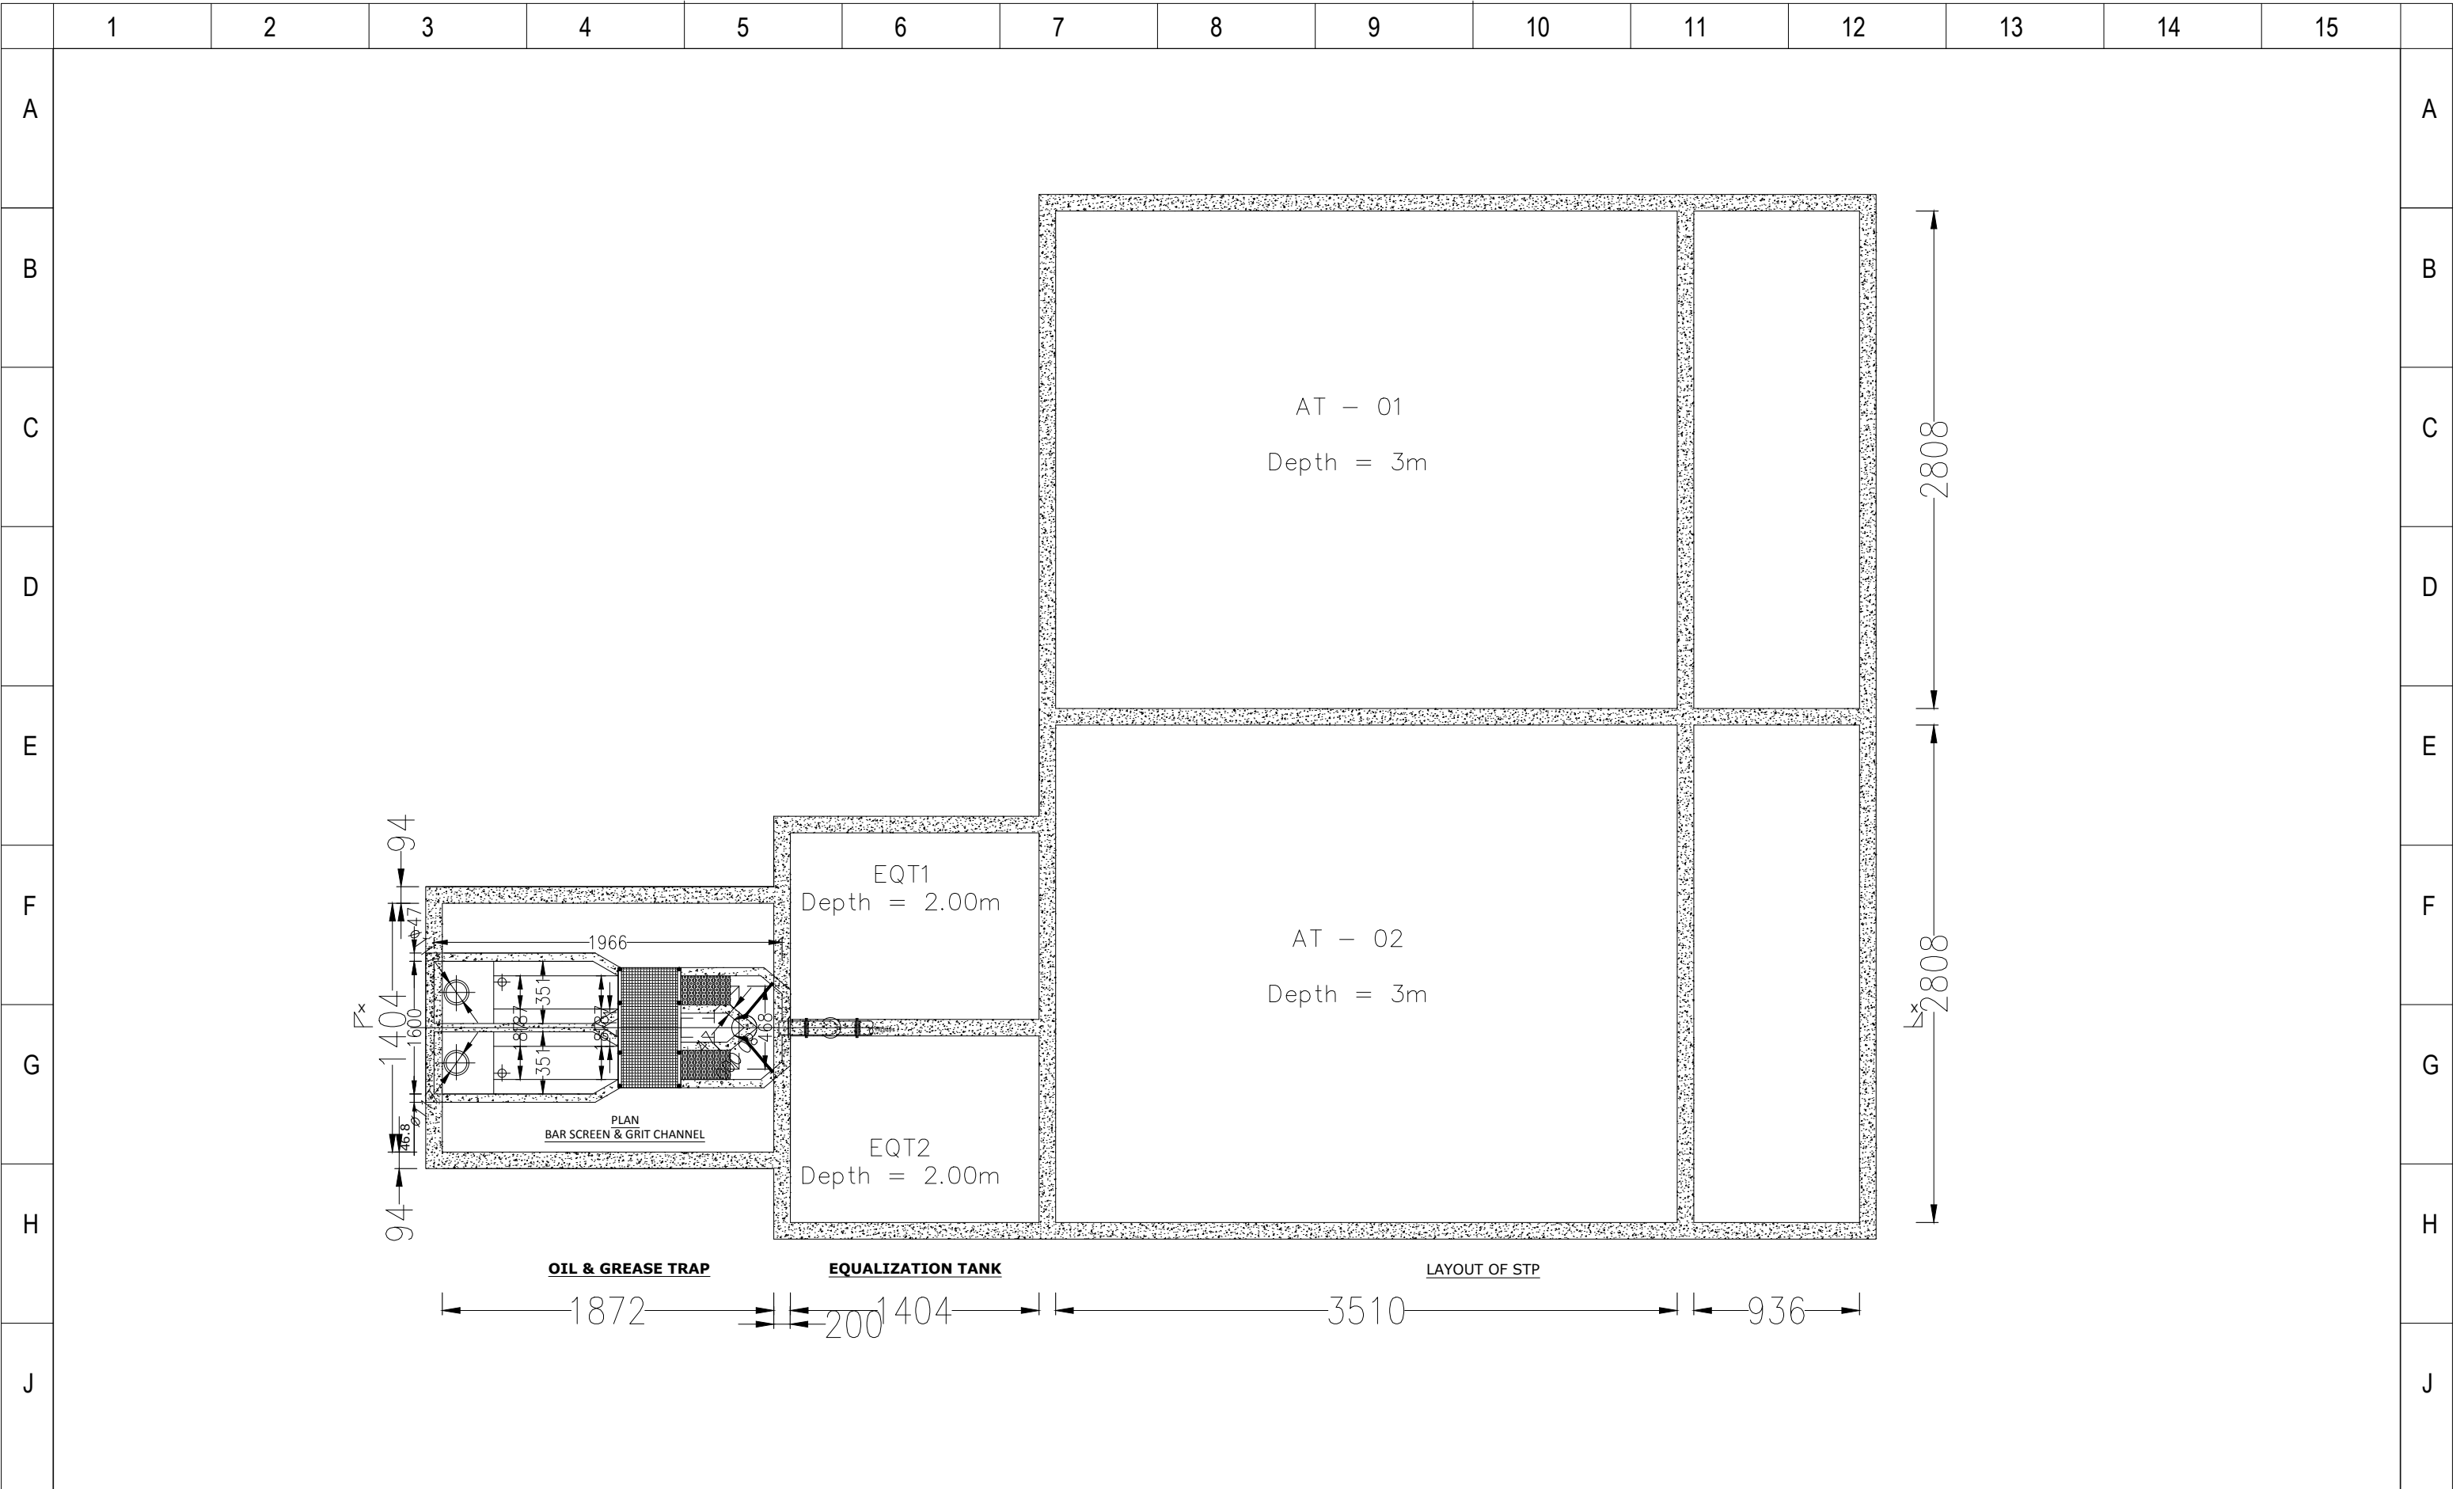 1 2 3 4 5 6 7 8 9 10 11 12 13 14 15
A A
B B
C C
D D
E E
F F
G G
H H
J J
AT - 01
Depth = 3m
2808
AT - 02
Depth = 3m
2808
EQT1
Depth = 2.00m
EQT2
Depth = 2.00m
94
1404
94
1600
46.8
1966
351
351
468
x
x
PLAN
BAR SCREEN & GRIT CHANNEL
OIL & GREASE TRAP
EQUALIZATION TANK
LAYOUT OF STP
1872
200
1404
3510
936